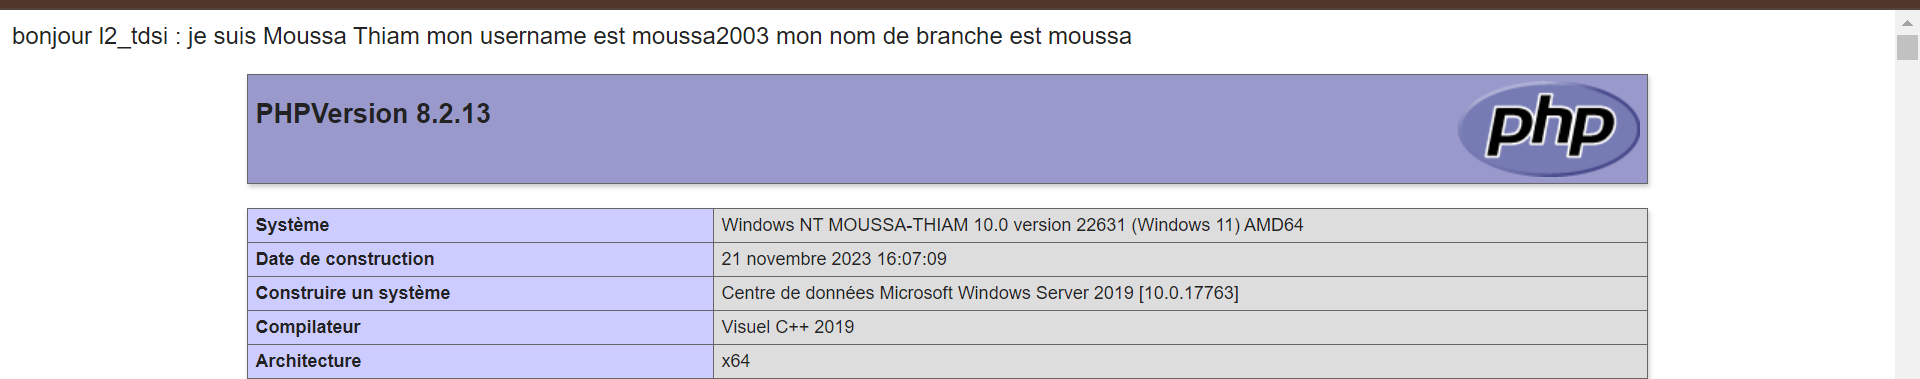 bonjour l2_tdsi : je suis Moussa Thiam mon username est moussa2003 mon nom de branche est moussa
PHPVersion 8.2.13
php
Système Windows NT MOUSSA-THIAM 10.0 version 22631 (Windows 11) AMD64
Date de construction 21 novembre 2023 16:07:09
Construire un système Centre de données Microsoft Windows Server 2019 [10.0.17763]
Compilateur Visuel C++ 2019
Architecture x64